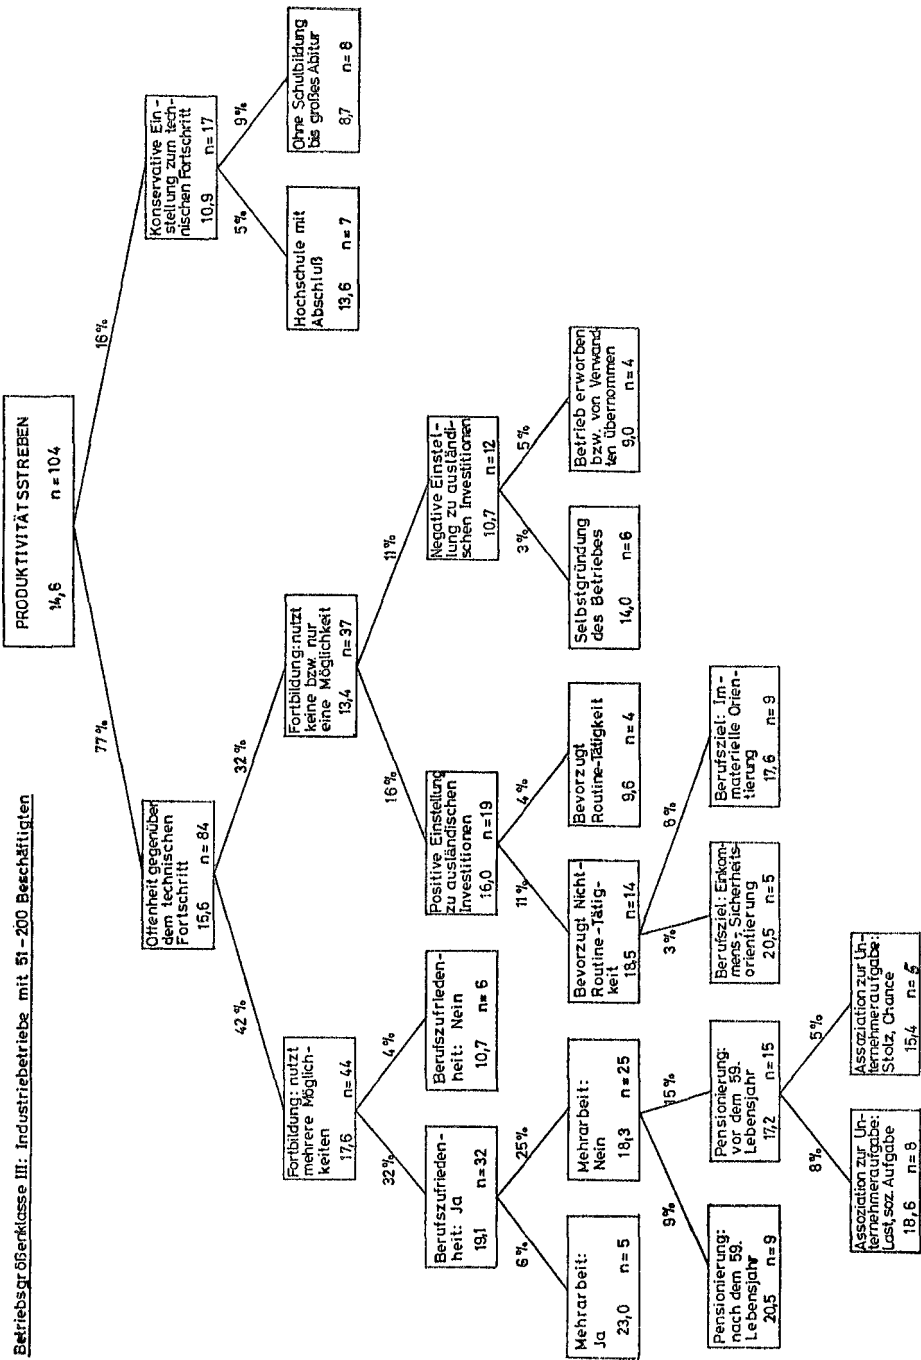 Betriebsgrößenklasse III: Industriebetriebe mit 51-200 Beschäftigten
PRODUKTIVITÄTSSTREBEN
14,6 n=104
77%
16%
Offenheit gegenüber
dem technischen
Fortschritt
16,6 n=84
Konservative Ein-
stellung zum tech-
nischen Fortschritt
10,9 n=17
42%
32%
5%
9%
Fortbildung: nutzt
mehrere Möglich-
keiten
17,6 n=44
Fortbildung: nutzt
keine bzw. nur
eine Möglichkeit
13,4 n=37
Hochschule mit
Abschluß
13,6 n=7
Ohne Schulbildung
bis großes Abitur
8,7 n=8
32%
4%
16%
11%
Berufszufrieden-
heit: Ja
19,1 n=32
Berufszufrieden-
heit: Nein
10,7 n=6
Positive Einstellung
zu ausländischen
Investitionen
16,0 n=19
Negative Einstel-
lung zu ausländi-
schen Investitionen
10,7 n=12
6%
25%
11%
4%
3%
5%
Mehrarbeit:
Ja
23,0 n=5
Mehrarbeit:
Nein
18,3 n=25
Bevorzugt Nicht-
Routine-Tätig-
keit
18,5 n=14
Bevorzugt
Routine-Tätigkeit
9,6 n=4
Selbstgründung
des Betriebes
14,0 n=6
Betrieb erworben
bzw. von Verwand-
ten übernommen
9,0 n=4
9%
15%
3%
6%
Pensionierung:
nach dem 59.
Lebensjahr
20,5 n=9
Pensionierung:
vor dem 59.
Lebensjahr
17,2 n=15
Berufsziel: Einkom-
mens-, Sicherheits-
orientierung
20,5 n=5
Berufsziel: Im-
materielle Orien-
tierung
17,6 n=9
8%
5%
Assoziation zur Un-
ternehmeraufgabe:
Last, soz. Aufgabe
18,6 n=8
Assoziation zur Un-
ternehmeraufgabe:
Stolz, Chance
15,4 n=5